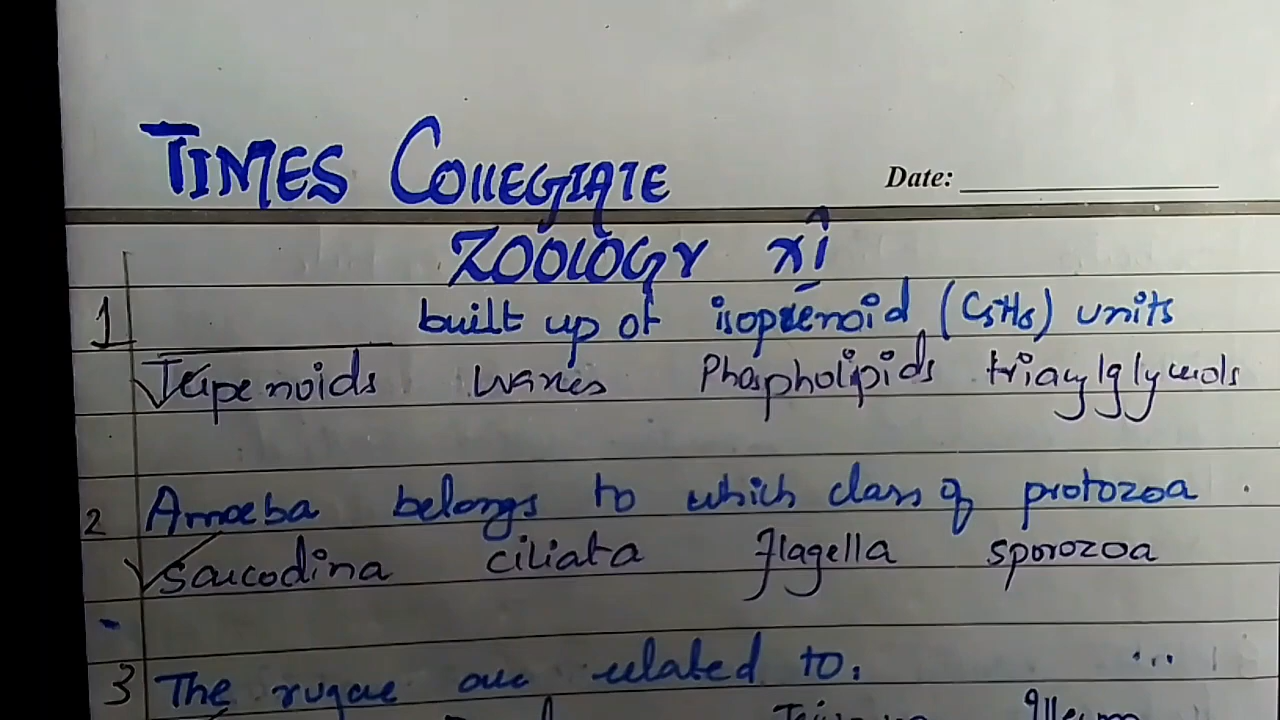 TIMES COllEGIATE
Date:
ZOOlOGY XI
1 built up of isoprenoid (C5H8) units
Terpenoids waxes Phospholipids triacylglycerols
2 Amoeba belongs to which class of protozoa
Sarcodina ciliata flagella sporozoa
3 The rugae are related to: